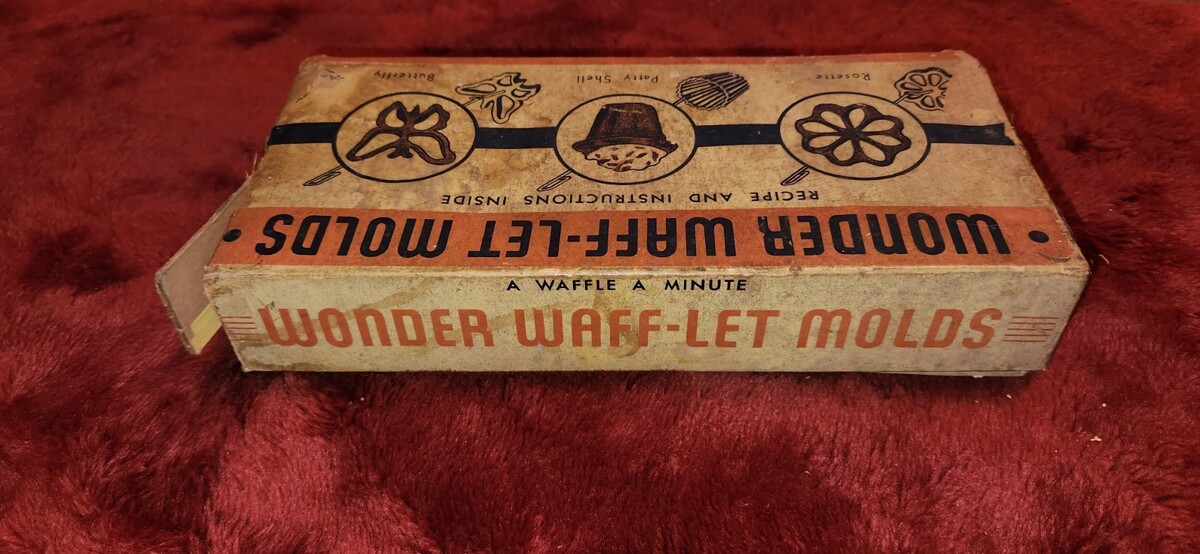 Rosette Patty Shell Butterfly
RECIPE AND INSTRUCTIONS INSIDE
• WONDER WAFF-LET MOLDS •
A WAFFLE A MINUTE
WONDER WAFF-LET MOLDS